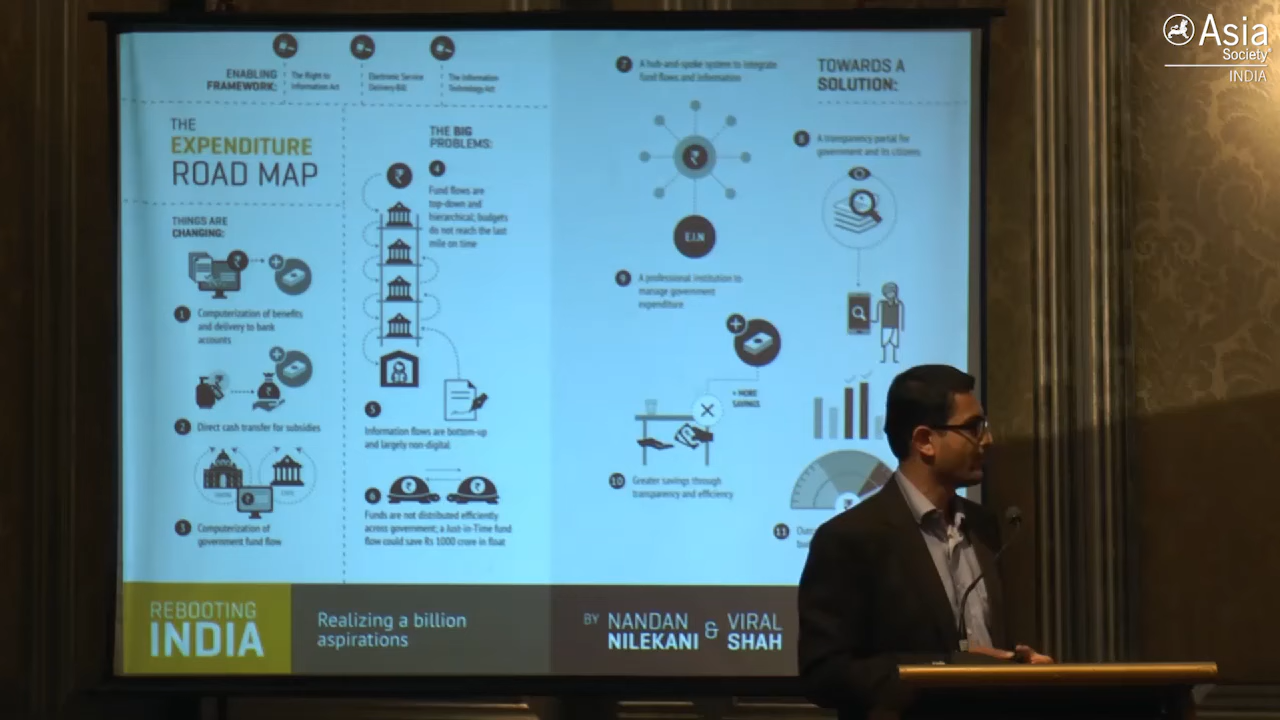 Asia
Society
INDIA
ENABLING
FRAMEWORK:
The Right to
Information Act
Electronic Service
Delivery Bill
The Information
Technology Act
THE
EXPENDITURE
ROAD MAP
THINGS ARE
CHANGING:
1 Computerization of benefits
and delivery to bank
accounts
2 Direct cash transfer for subsidies
3 Computerization of
government fund flow
THE BIG
PROBLEMS:
4
Fund flows are
top-down and
hierarchical; budgets
do not reach the last
mile on time
5
Information flows are bottom-up
and largely non-digital
6
Funds are not distributed efficiently
across government; a Just-in-Time fund
flow could save Rs 1000 crore in float
7 A hub-and-spoke system to integrate
fund flows and information
E.I.N
TOWARDS A
SOLUTION:
8 A transparency portal for
government and its citizens
9 A professional institution to
manage government
expenditure
+ MORE
SAVINGS
10 Greater savings through
transparency and efficiency
11
REBOOTING
INDIA
Realizing a billion
aspirations
BY NANDAN
NILEKANI & VIRAL
SHAH